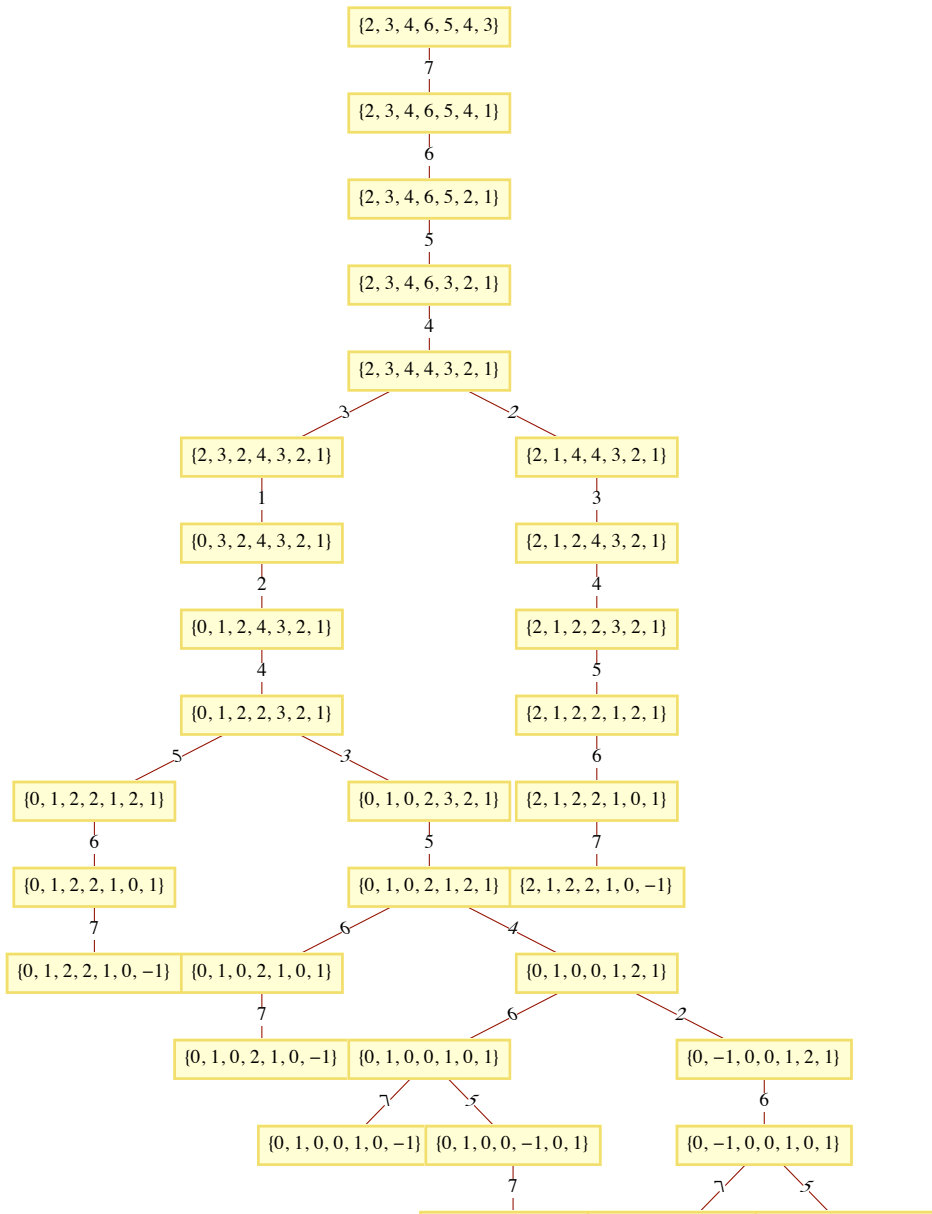 {2, 3, 4, 6, 5, 4, 3}
7
{2, 3, 4, 6, 5, 4, 1}
6
{2, 3, 4, 6, 5, 2, 1}
5
{2, 3, 4, 6, 3, 2, 1}
4
{2, 3, 4, 4, 3, 2, 1}
3 2
{2, 3, 2, 4, 3, 2, 1} {2, 1, 4, 4, 3, 2, 1}
1 3
{0, 3, 2, 4, 3, 2, 1} {2, 1, 2, 4, 3, 2, 1}
2 4
{0, 1, 2, 4, 3, 2, 1} {2, 1, 2, 2, 3, 2, 1}
4 5
{0, 1, 2, 2, 3, 2, 1} {2, 1, 2, 2, 1, 2, 1}
5 3 6
{0, 1, 2, 2, 1, 2, 1} {0, 1, 0, 2, 3, 2, 1} {2, 1, 2, 2, 1, 0, 1}
6 5 7
{0, 1, 2, 2, 1, 0, 1} {0, 1, 0, 2, 1, 2, 1} {2, 1, 2, 2, 1, 0, −1}
7 6 4
{0, 1, 2, 2, 1, 0, −1} {0, 1, 0, 2, 1, 0, 1} {0, 1, 0, 0, 1, 2, 1}
7 6 2
{0, 1, 0, 2, 1, 0, −1} {0, 1, 0, 0, 1, 0, 1} {0, −1, 0, 0, 1, 2, 1}
7 5 6
{0, 1, 0, 0, 1, 0, −1} {0, 1, 0, 0, −1, 0, 1} {0, −1, 0, 0, 1, 0, 1}
7 7 5